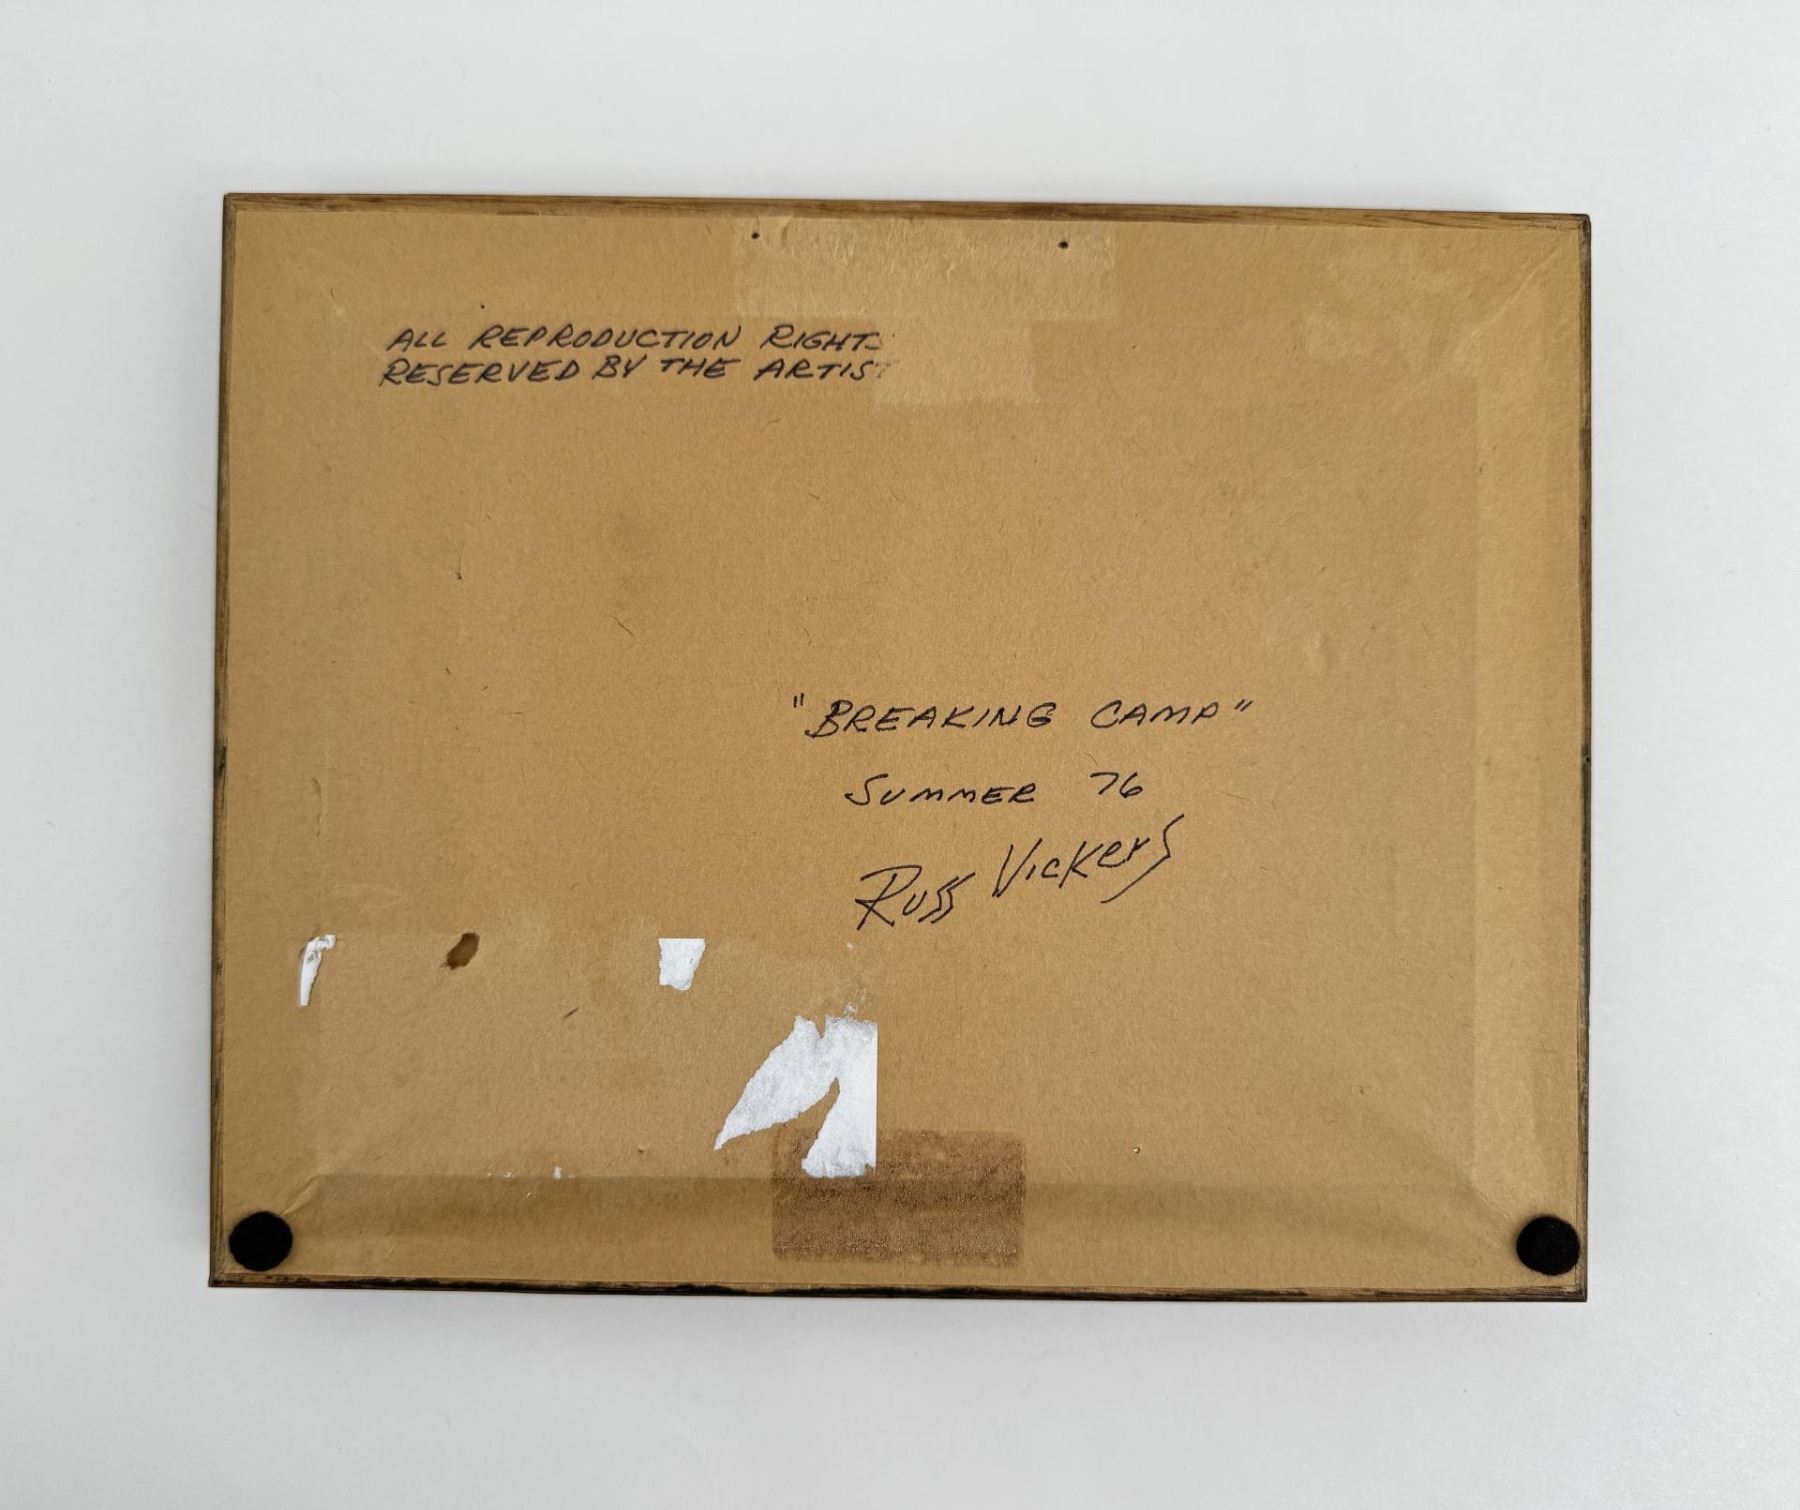 ALL REPRODUCTION RIGHTS
RESERVED BY THE ARTIST
"BREAKING CAMP"
SUMMER 76
Russ Vickers